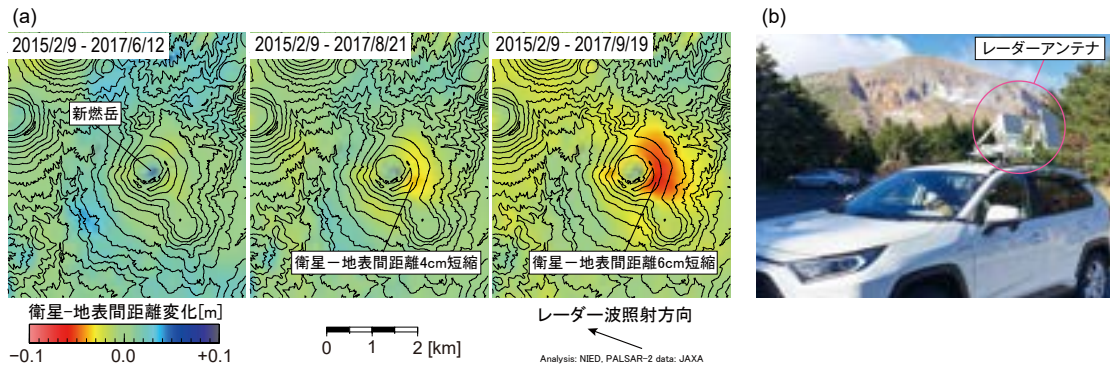 (a)
2015/2/9 - 2017/6/12
2015/2/9 - 2017/8/21
2015/2/9 - 2017/9/19
新燃岳
衛星－地表間距離4cm短縮
衛星－地表間距離6cm短縮
衛星-地表間距離変化[m]
−0.1 0.0 +0.1
0 1 2 [km]
レーダー波照射方向
Analysis: NIED, PALSAR-2 data: JAXA
(b)
レーダーアンテナ